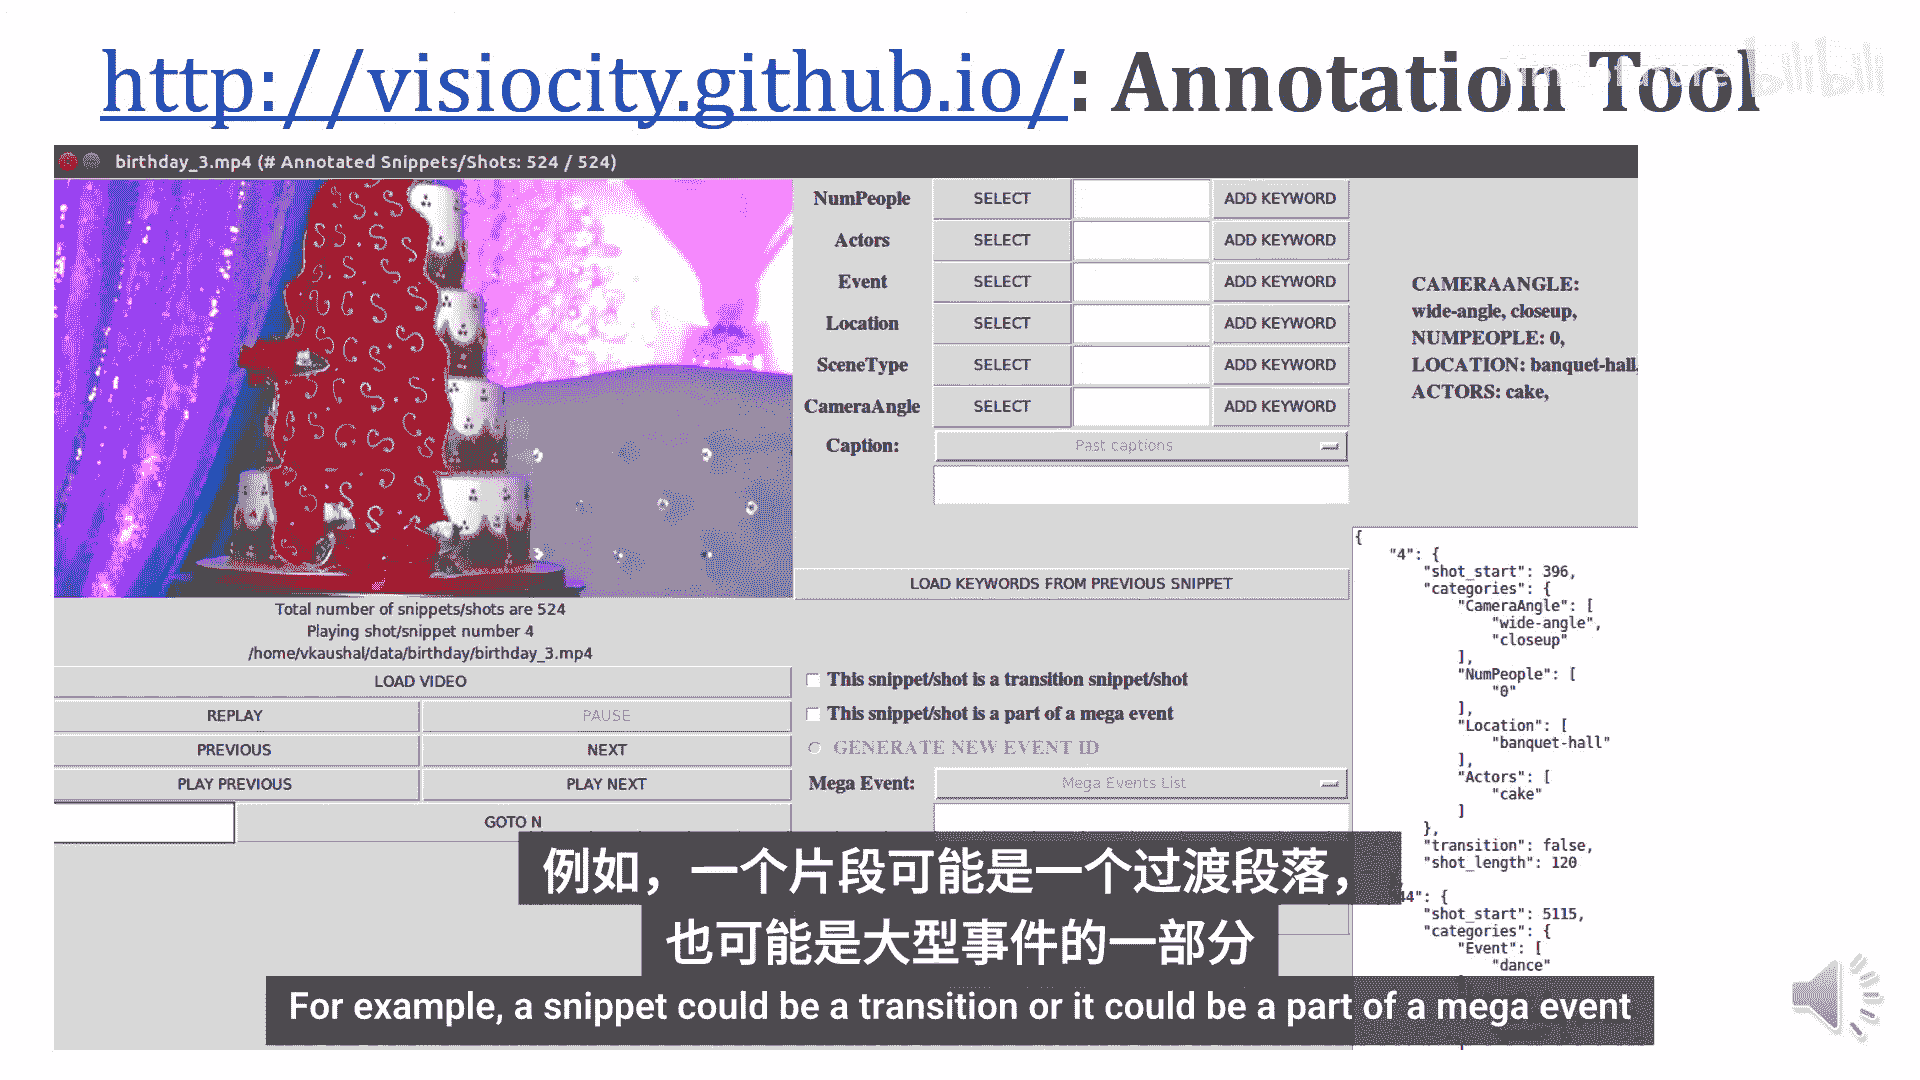 http://visiocity.github.io/: Annotation Tool
bilibili
birthday_3.mp4 (# Annotated Snippets/Shots: 524 / 524)
NumPeople SELECT ADD KEYWORD
Actors SELECT ADD KEYWORD
Event SELECT ADD KEYWORD
Location SELECT ADD KEYWORD
SceneType SELECT ADD KEYWORD
CameraAngle SELECT ADD KEYWORD
Caption: Past captions
LOAD KEYWORDS FROM PREVIOUS SNIPPET
CAMERAANGLE:
wide-angle, closeup,
NUMPEOPLE: 0,
LOCATION: banquet-hall,
ACTORS: cake,
Total number of snippets/shots are 524
Playing shot/snippet number 4
/home/vkaushal/data/birthday/birthday_3.mp4
LOAD VIDEO
REPLAY PAUSE
PREVIOUS NEXT
PLAY PREVIOUS PLAY NEXT
GOTO N
This snippet/shot is a transition snippet/shot
This snippet/shot is a part of a mega event
GENERATE NEW EVENT ID
Mega Event: Mega Events List
{
"4": {
"shot_start": 396,
"categories": {
"CameraAngle": [
"wide-angle",
"closeup"
],
"NumPeople": [
"0"
],
"Location": [
"banquet-hall"
],
"Actors": [
"cake"
]
},
"transition": false,
"shot_length": 120
44": {
"shot_start": 5115,
"categories": {
"Event": [
"dance"
例如，一个片段可能是一个过渡段落，
也可能是大型事件的一部分
For example, a snippet could be a transition or it could be a part of a mega event